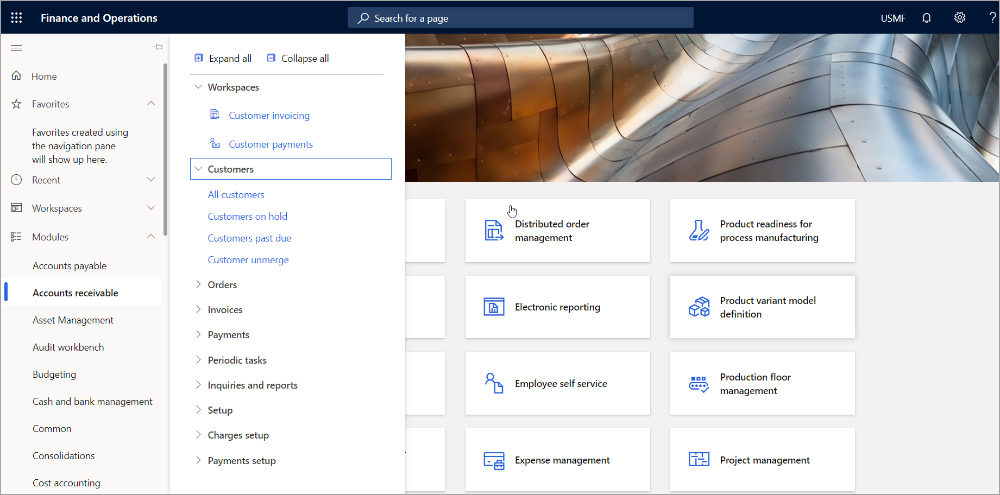 Finance and Operations
Search for a page
USMF
?
Home
Favorites
Favorites created using
the navigation pane
will show up here.
Recent
Workspaces
Modules
Accounts payable
Accounts receivable
Asset Management
Audit workbench
Budgeting
Cash and bank management
Common
Consolidations
Cost accounting
Expand all
Collapse all
Workspaces
Customer invoicing
Customer payments
Customers
All customers
Customers on hold
Customers past due
Customer unmerge
Orders
Invoices
Payments
Periodic tasks
Inquiries and reports
Setup
Charges setup
Payments setup
Distributed order
management
Product readiness for
process manufacturing
Electronic reporting
Product variant model
definition
Employee self service
Production floor
management
Expense management
Project management